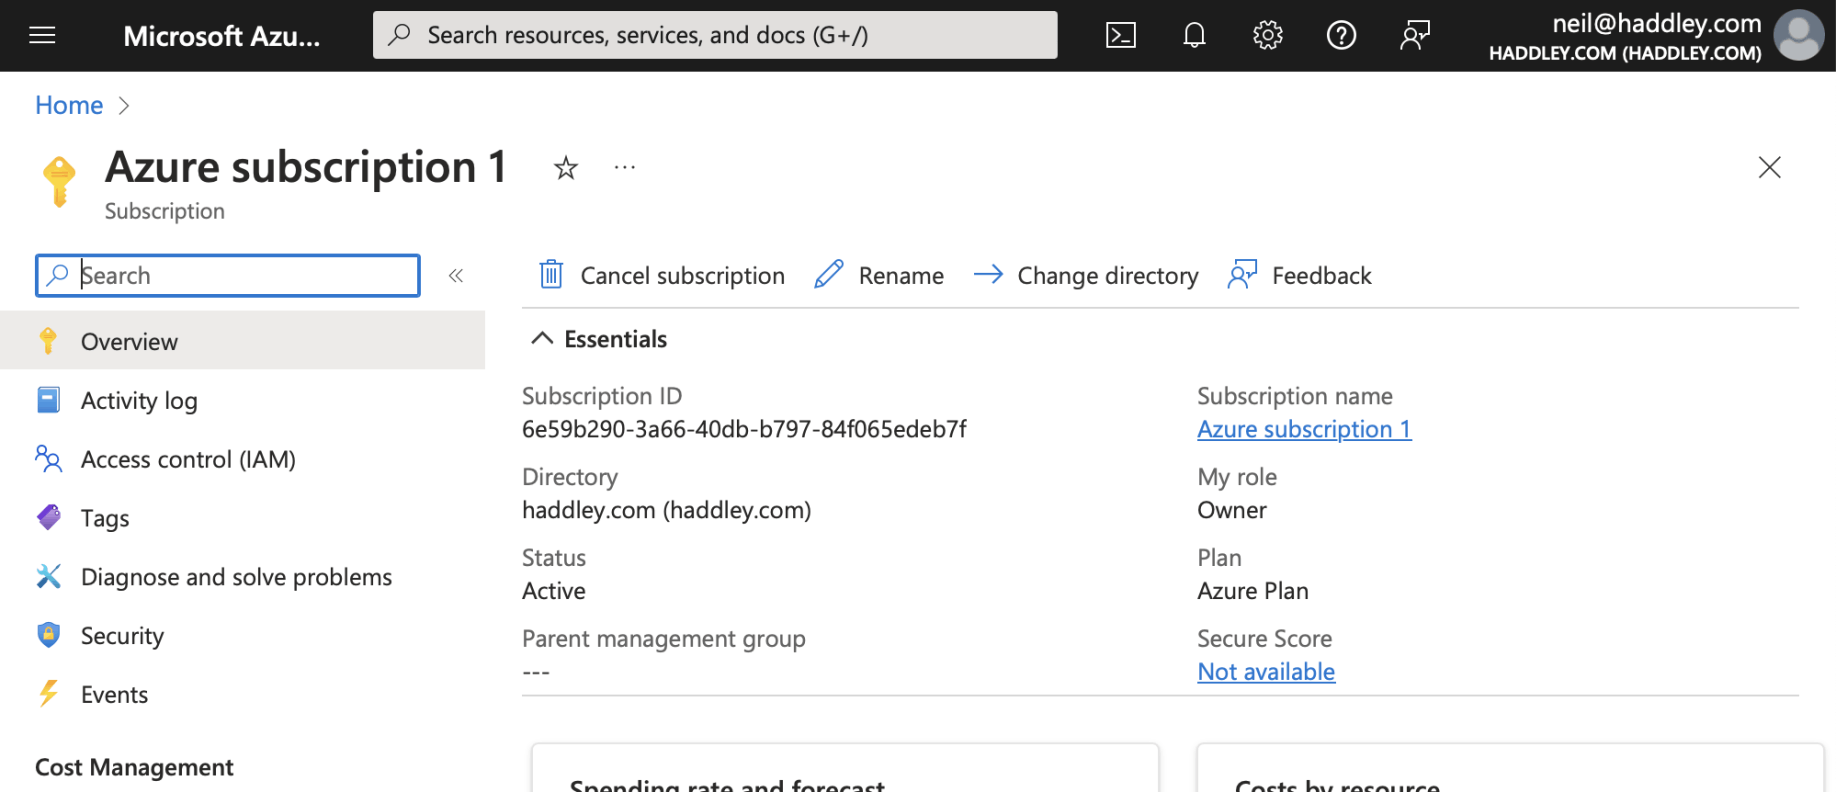 Microsoft Azu...
Search resources, services, and docs (G+/)
neil@haddley.com
HADDLEY.COM (HADDLEY.COM)
Home
Azure subscription 1
Subscription
Search
Cancel subscription
Rename
Change directory
Feedback
Overview
Activity log
Access control (IAM)
Tags
Diagnose and solve problems
Security
Events
Cost Management
Essentials
Subscription ID
6e59b290-3a66-40db-b797-84f065edeb7f
Directory
haddley.com (haddley.com)
Status
Active
Parent management group
---
Subscription name
Azure subscription 1
My role
Owner
Plan
Azure Plan
Secure Score
Not available
Spending rate and forecast
Costs by resource